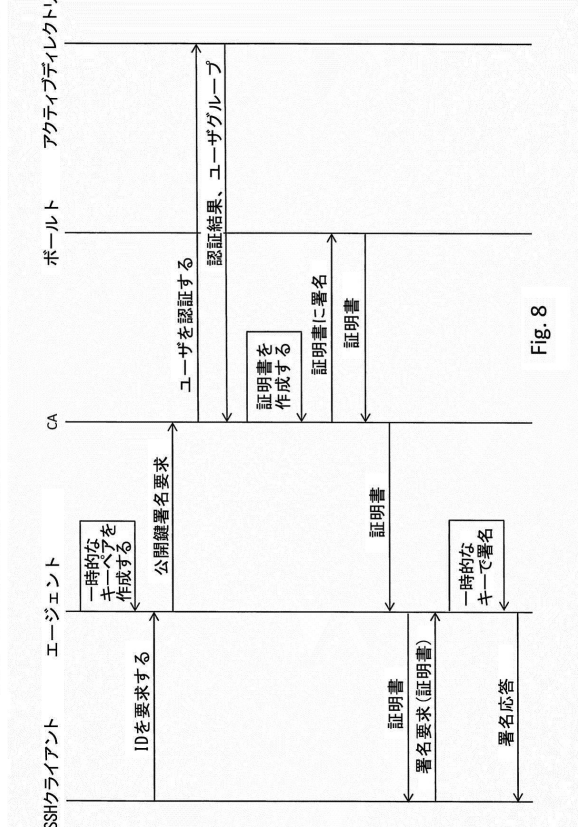 SSHクライアント
エージェント
CA
ボールト
アクティブディレクトリ
一時的な
キーペアを
作成する
IDを要求する
公開鍵署名要求
ユーザを認証する
認証結果、ユーザグループ
証明書を
作成する
証明書に署名
証明書
証明書
証明書
署名要求(証明書)
一時的な
キーで署名
署名応答
Fig. 8